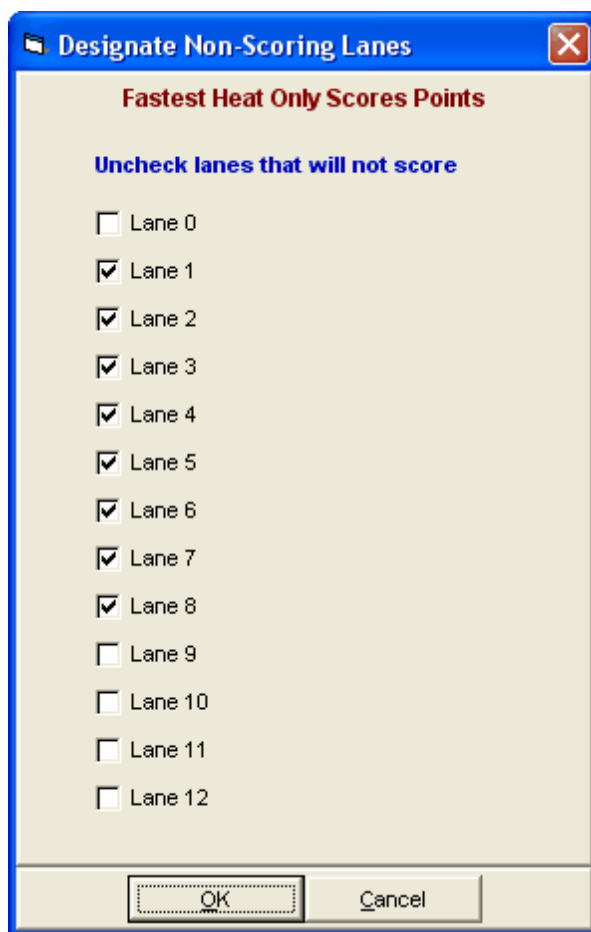 Designate Non-Scoring Lanes
Fastest Heat Only Scores Points
Uncheck lanes that will not score
Lane 0
Lane 1
Lane 2
Lane 3
Lane 4
Lane 5
Lane 6
Lane 7
Lane 8
Lane 9
Lane 10
Lane 11
Lane 12
OK Cancel